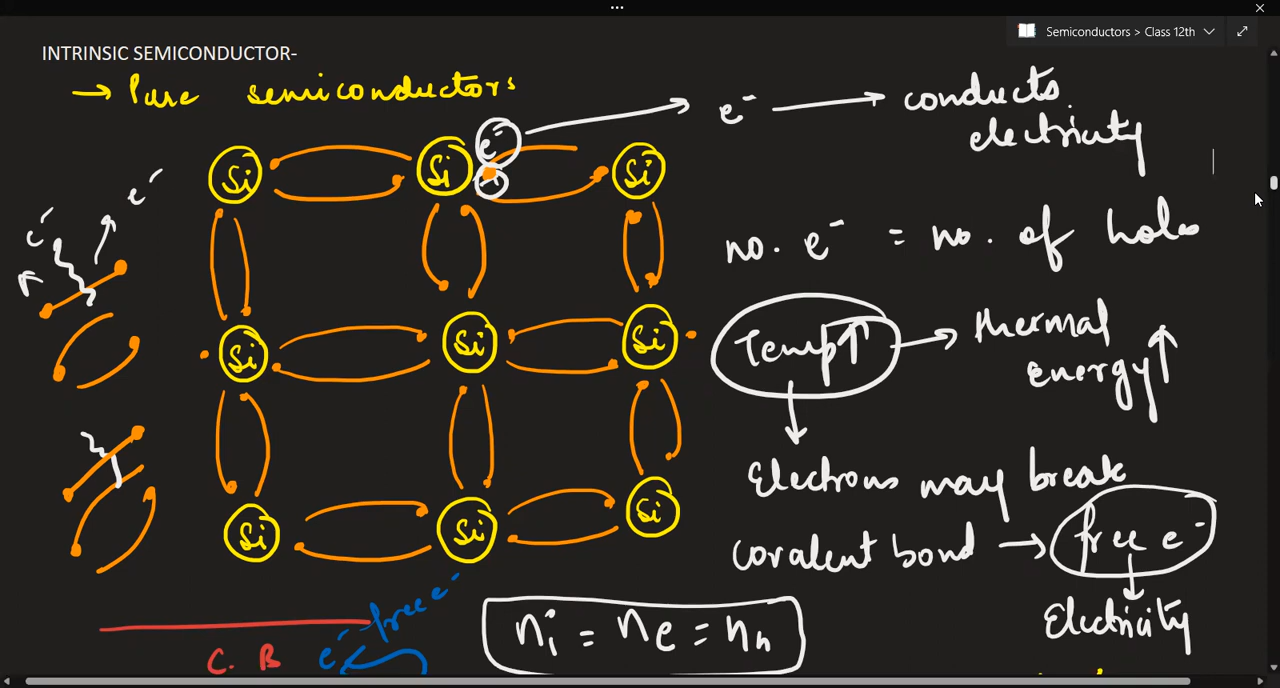 Semiconductors > Class 12th
INTRINSIC SEMICONDUCTOR-
→ Pure semiconductors
e⁻ → conducts
electricity
Si Si e⁻ Si
e⁻ e⁻
no. e⁻ = no. of holes
Si Si Si
Temp↑ → thermal
energy↑
Electrons may break
covalent bond → free e⁻
Electricity
Si Si Si
nᵢ = nₑ = nₕ
C. B e⁻ free e⁻